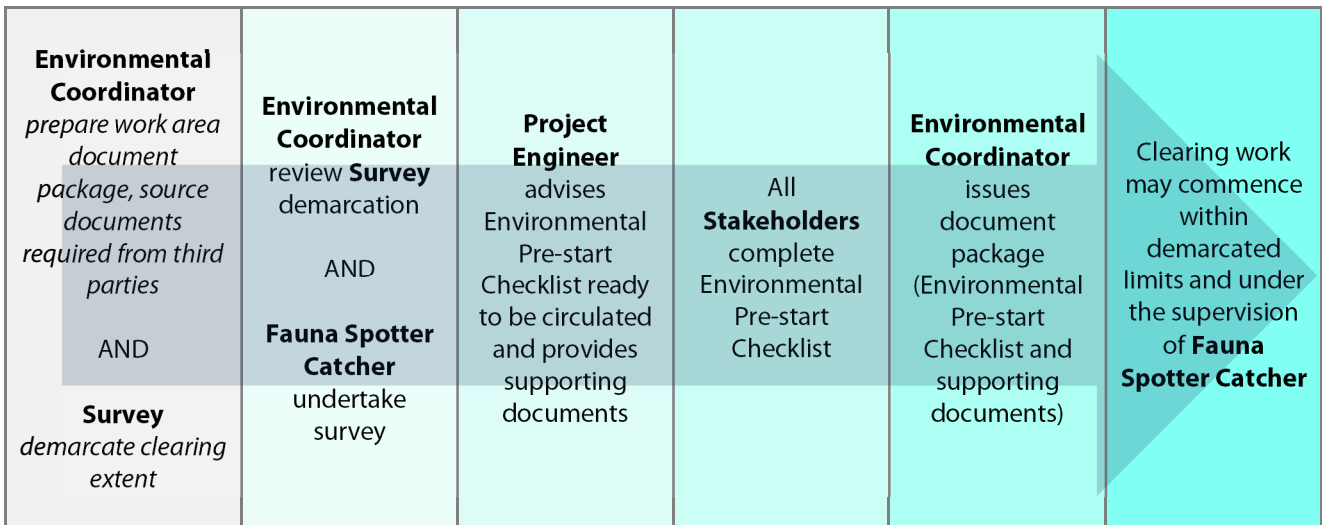 Environmental
Coordinator
prepare work area
document
package, source
documents
required from third
parties
AND
Survey
demarcate clearing
extent
Environmental
Coordinator
review Survey
demarcation
AND
Fauna Spotter
Catcher
undertake
survey
Project
Engineer
advises
Environmental
Pre-start
Checklist ready
to be circulated
and provides
supporting
documents
All
Stakeholders
complete
Environmental
Pre-start
Checklist
Environmental
Coordinator
issues
document
package
(Environmental
Pre-start
Checklist and
supporting
documents)
Clearing work
may commence
within
demarcated
limits and under
the supervision
of Fauna
Spotter Catcher